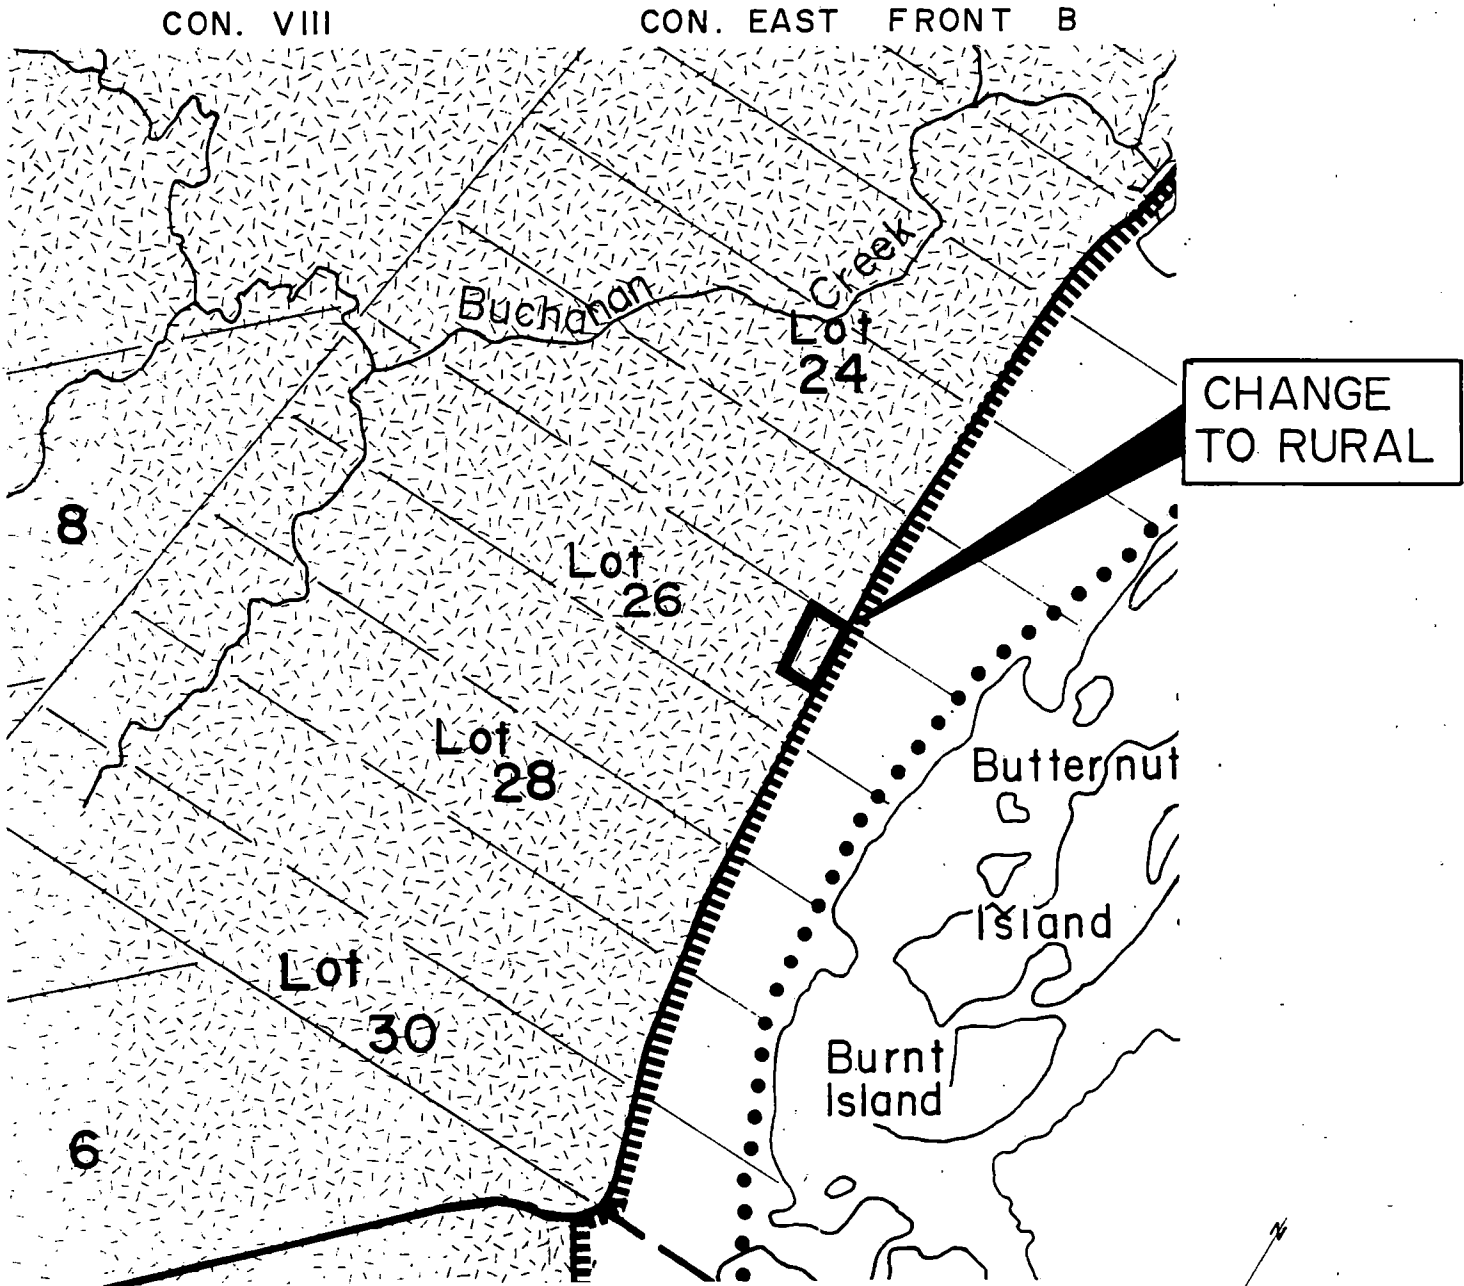 CON. VIII
CON. EAST FRONT B
Buchanan Creek
Lot
24
CHANGE
TO RURAL
8
Lot
26
Lot
28
Butternut
Island
Lot
30
Burnt
Island
6
N